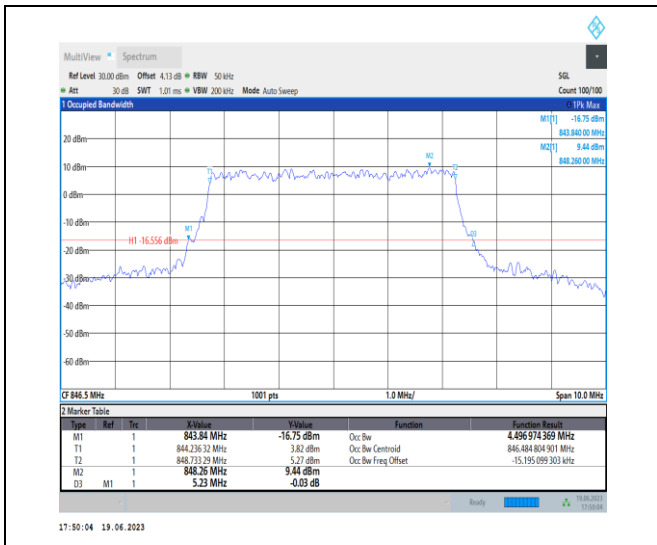 MultiView Spectrum
Ref Level 30.00 dBm Offset 4.13 dB RBW 50 kHz SGL
Att 30 dB SWT 1.01 ms VBW 200 kHz Mode Auto Sweep Count 100/100
1 Occupied Bandwidth 1Pk Max
M1[1] -16.75 dBm
843.840 00 MHz
M2[1] 9.44 dBm
848.260 00 MHz
20 dBm
10 dBm
M2
T1
T2
0 dBm
-10 dBm
M1
D3
H1 -16.556 dBm
-20 dBm
-30 dBm
-40 dBm
-50 dBm
-60 dBm
CF 846.5 MHz 1001 pts 1.0 MHz/ Span 10.0 MHz
2 Marker Table
Type Ref Trc X-Value Y-Value Function Function Result
M1 1 843.84 MHz -16.75 dBm Occ Bw 4.496 974 369 MHz
T1 1 844.236 32 MHz 3.82 dBm Occ Bw Centroid 846.484 804 901 MHz
T2 1 848.733 29 MHz 5.27 dBm Occ Bw Freq Offset -15.195 099 303 kHz
M2 1 848.26 MHz 9.44 dBm
D3 M1 1 5.23 MHz -0.03 dB
Ready 19.06.2023
17:50:04
17:50:04 19.06.2023